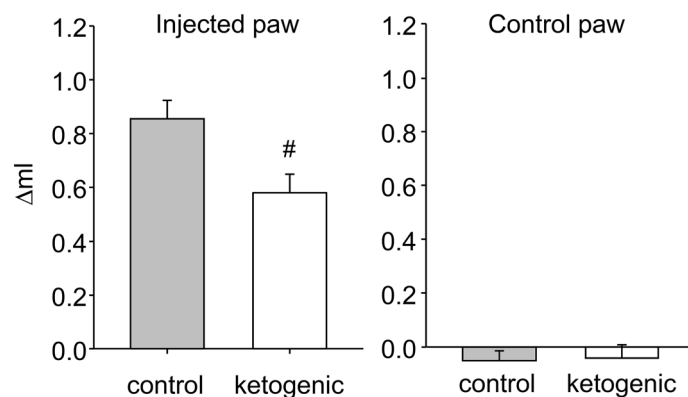 Injected paw
Control paw
Δml
1.2
1.0
0.8
0.6
0.4
0.2
0.0
#
control
ketogenic
1.2
1.0
0.8
0.6
0.4
0.2
0.0
control
ketogenic